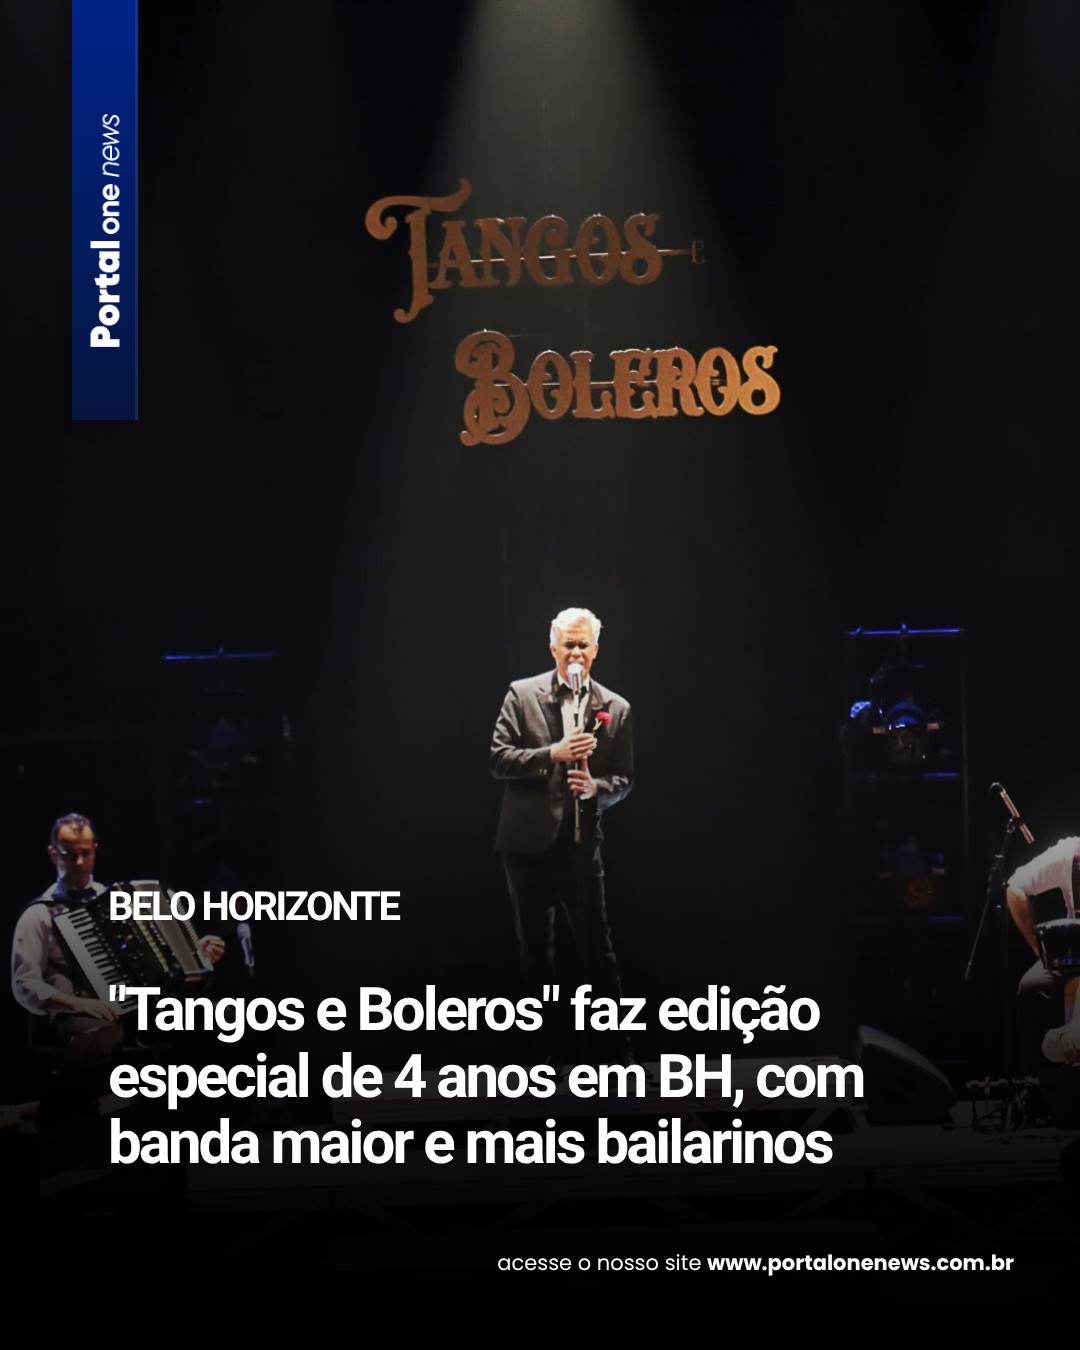 Portal one news
TANGOS
BOLEROS
BELO HORIZONTE
"Tangos e Boleros" faz edição
especial de 4 anos em BH, com
banda maior e mais bailarinos
acesse o nosso site www.portalonenews.com.br